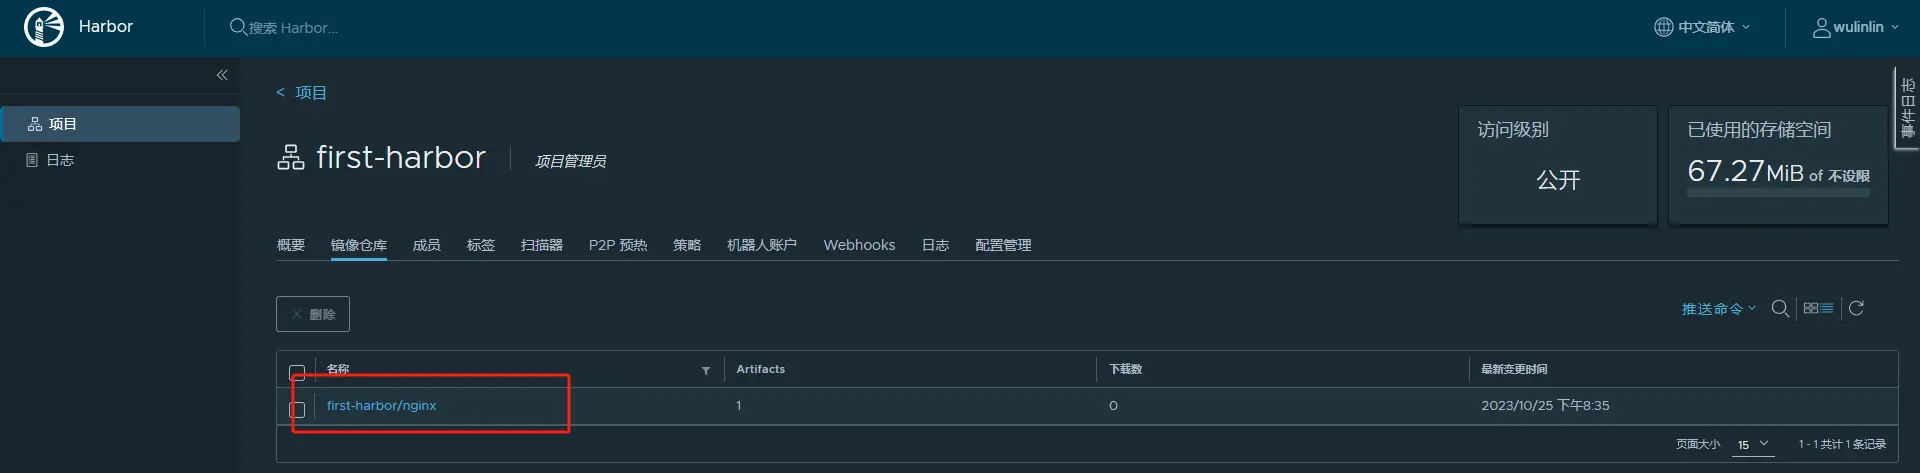 Harbor
搜索 Harbor...
中文简体
wulinlin
事件日志
项目
日志
< 项目
first-harbor
项目管理员
访问级别
公开
已使用的存储空间
67.27MiB of 不设限
概要 镜像仓库 成员 标签 扫描器 P2P 预热 策略 机器人账户 Webhooks 日志 配置管理
× 删除
推送命令
名称 Artifacts 下载数 最新变更时间
first-harbor/nginx 1 0 2023/10/25 下午8:35
页面大小 15 1 - 1 共计 1 条记录